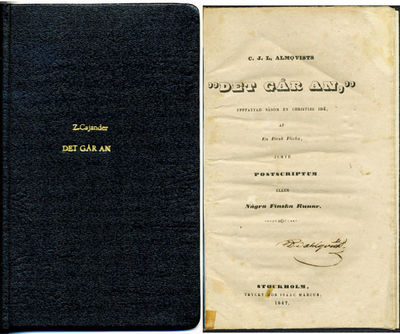 Z.Cajander
DET GÅR AN
C. J. L. ALMQVISTS
"DET GÅR AN,"
UPPFATTAD SÅSOM EN CHRISTLIG IDÉ,
AF
En Finsk Flicka,
JEMTE
POSTSCRIPTUM
ELLER
Några Finska Runor.
STOCKHOLM,
TRYCKT HOS ISAAC MARCUS,
1847.